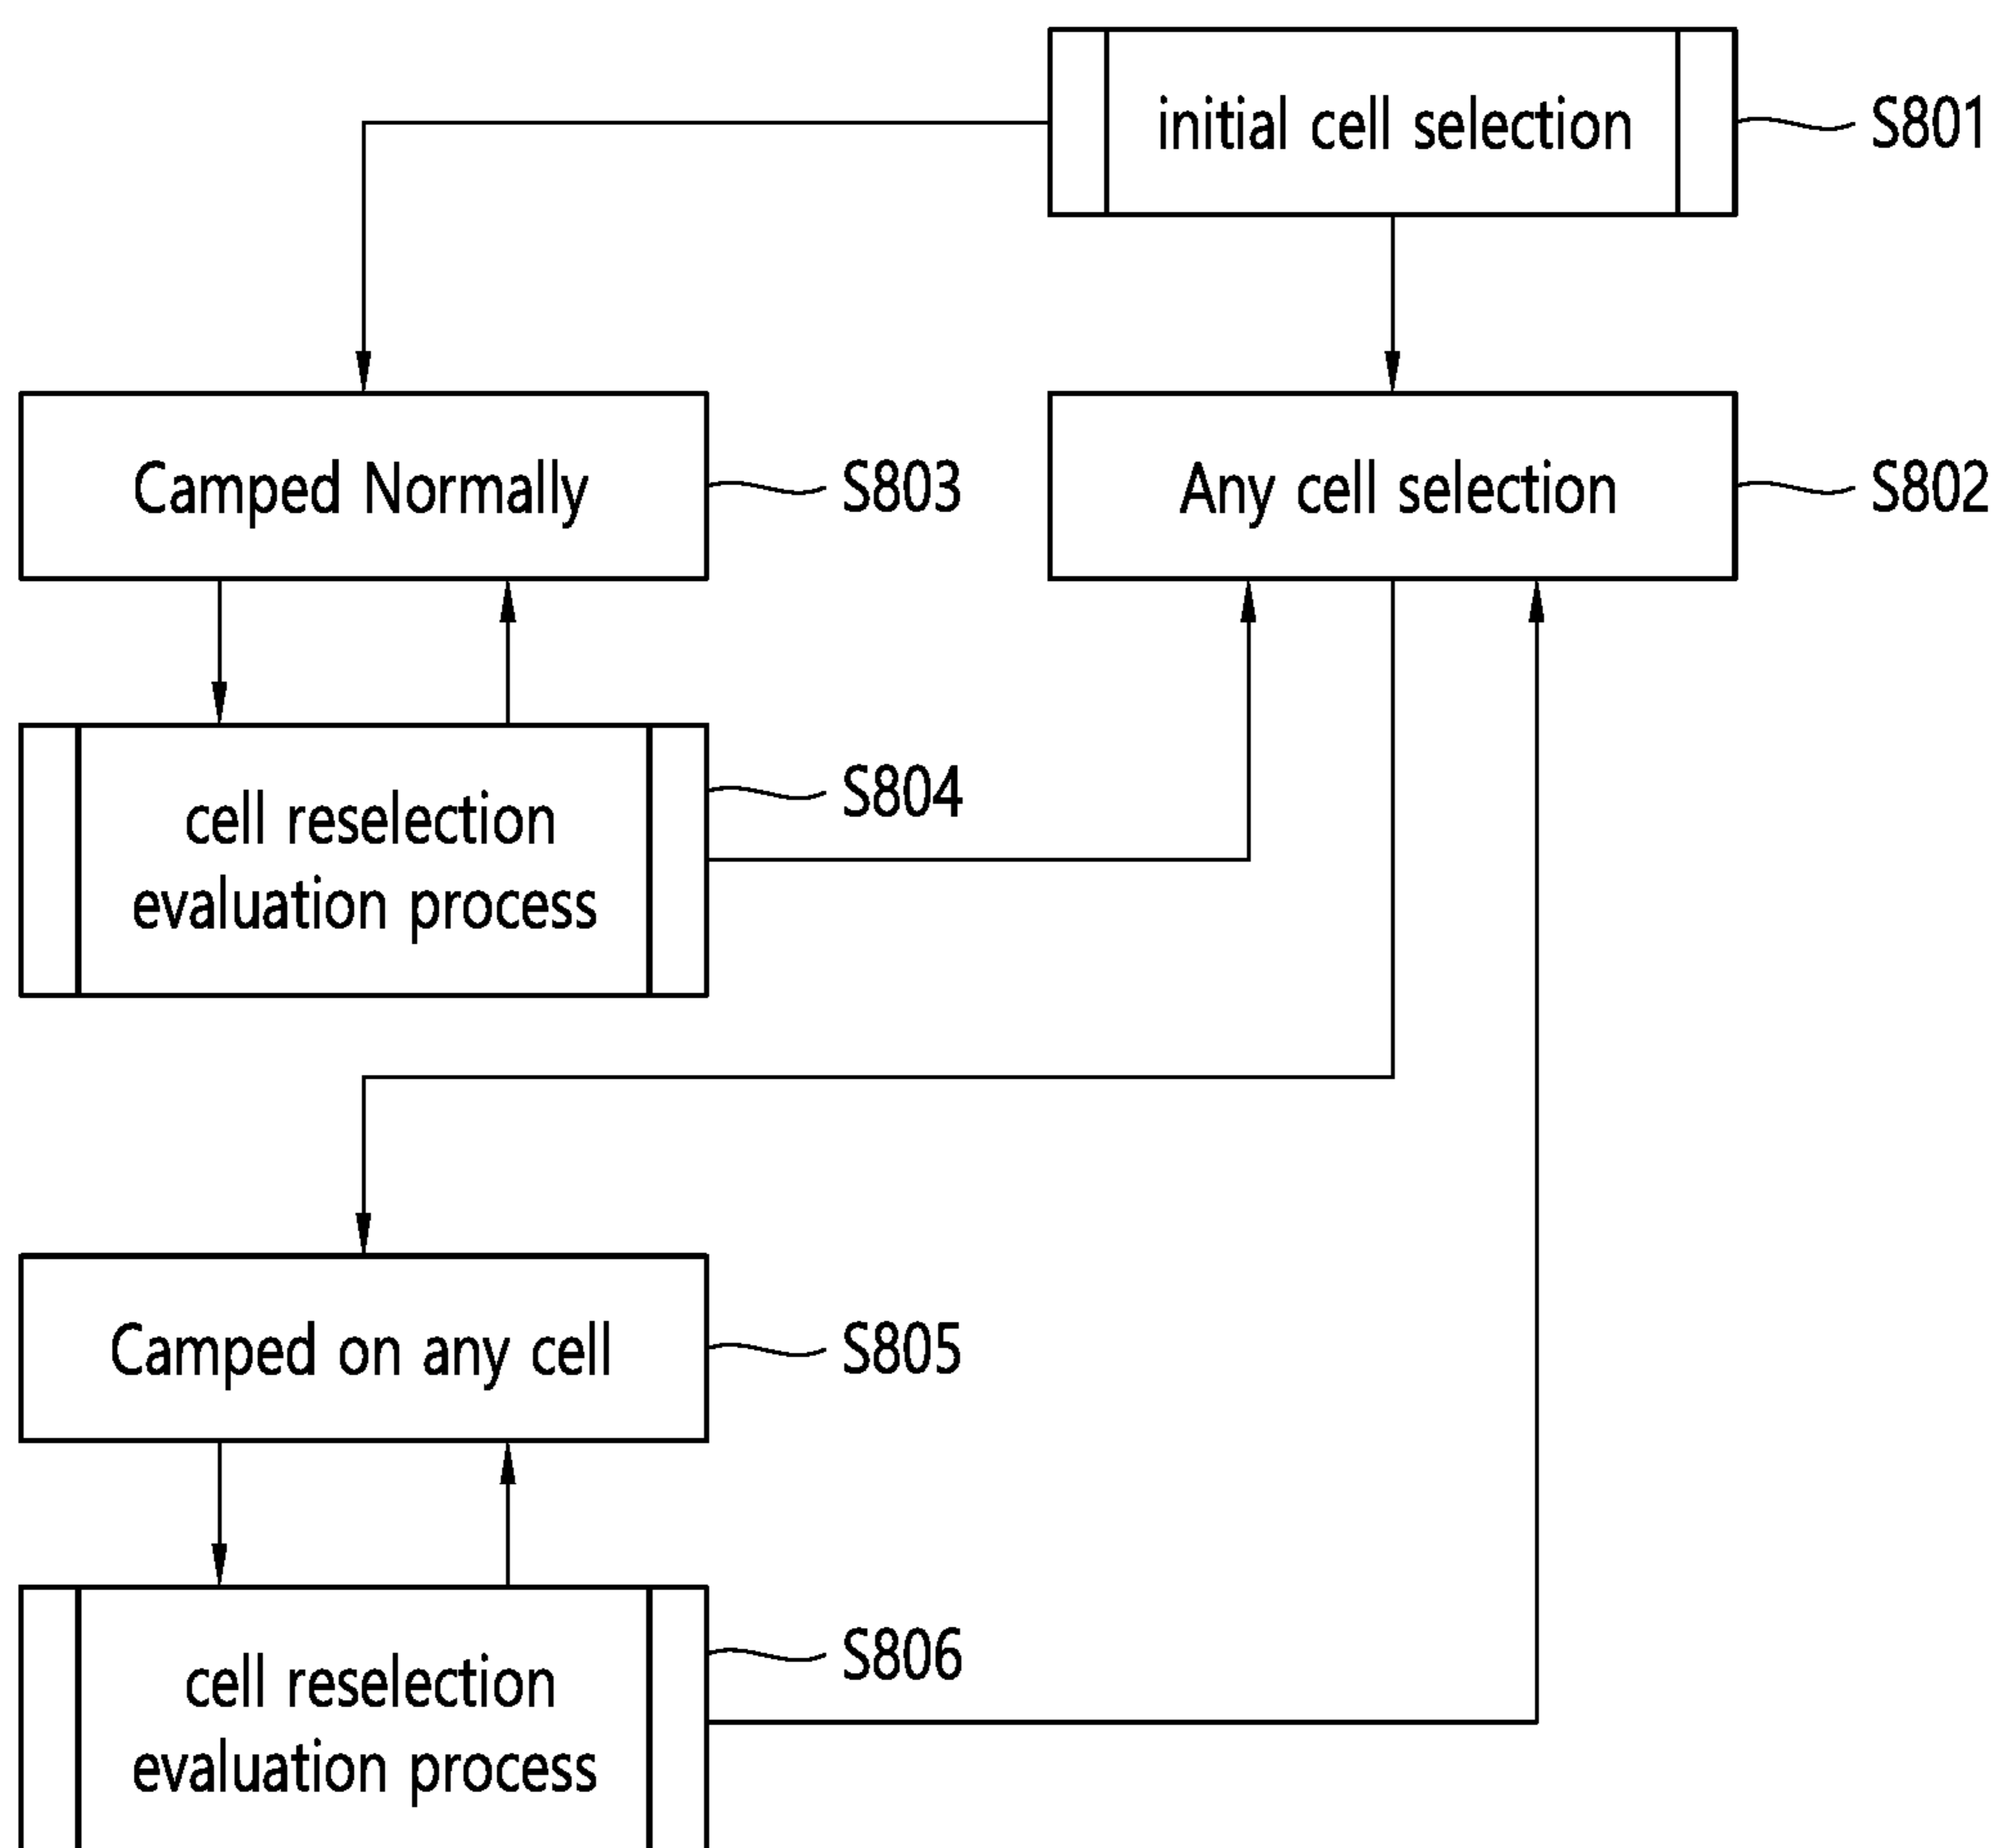 initial cell selection
S801
Camped Normally
S803
Any cell selection
S802
cell reselection
evaluation process
S804
Camped on any cell
S805
cell reselection
evaluation process
S806